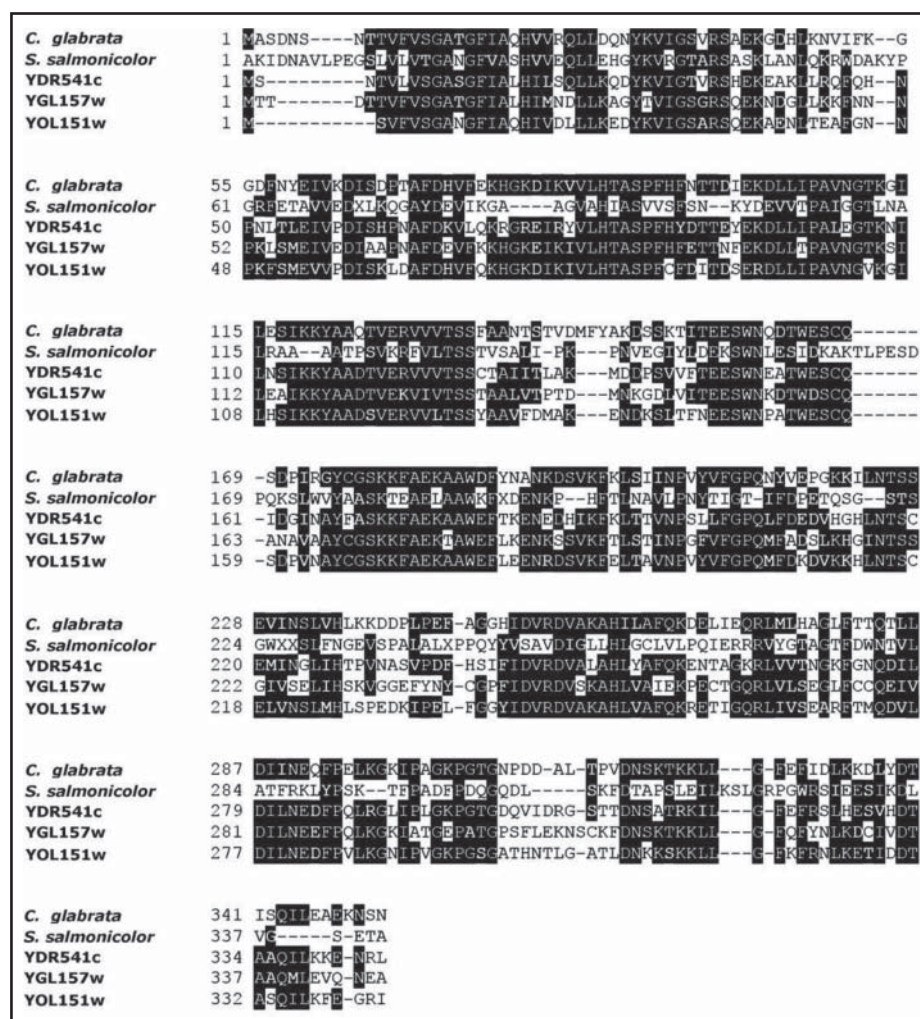 C. glabrata 1 MASDNS----NTTVFVSGATGFIAQHVVRQLLDQNYKVIGSVRSAEKGDHLKNVIFK--G
S. salmonicolor 1 AKIDNAVLPEGSLVLVTGANGFVASHVVEQLLEHGYKVRGTARSASKLANLQKRWDAKYP
YDR541c 1 MS--------NTVLVSGASGFIALHILSQLLKQDYKVIGTVRSHEKEAKLLRQFQH--N
YGL157w 1 MTT-------DTTVFVSGATGFIALHIMNDLLKAGYTVIGSGRSQEKNDGLLKKFNN--N
YOL151w 1 M-----------SVFVSGANGFIAQHIVDLLLKEDYKVIGSARSQEKAENLTEAFGN--N
C. glabrata 55 GDFNYEIVKDISDPTAFDHVFEKHGKDIKVVLHTASPFHFNTTDIEKDLLIPAVNGTKGI
S. salmonicolor 61 GRFETAVVEDXLKQGAYDEVIKGA----AGVAHIASVVSFSN--KYDEVVTPAIGGTLNA
YDR541c 50 PNLTLEIVPDISHPNAFDKVLQKRGREIRYVLHTASPFHYDTTEYEKDLLIPALEGTKNI
YGL157w 52 PKLSMEIVEDIAAPNAFDEVFKKHGKEIKIVLHTASPFHFETTNFEKDLLTPAVNGTKSI
YOL151w 48 PKFSMEVVPDISKLDAFDHVFQKHGKDIKIVLHTASPFCFDITDSERDLLIPAVNGVKGI
C. glabrata 115 LESIKKYAAQTVERVVVTSSFAANTSTVDMFYAKDSSKTITEESWNQDTWESCQ------
S. salmonicolor 115 LRAA--AATPSVKRFVLTSSTVSALI-PK---PNVEGIYLDEKSWNLESIDKAKTLPESD
YDR541c 110 LNSIKKYAADTVERVVVTSSCTAIITLAK---MDDPSVVFTEESWNEATWESCQ------
YGL157w 112 LEAIKKYAADTVEKVIVTSSTAALVTPTD---MNKGDLVITEESWNKDTWDSCQ------
YOL151w 108 LHSIKKYAADSVERVVLTSSYAAVFDMAK---ENDKSLTFNEESWNPATWESCQ------
C. glabrata 169 -SDPIRGYCGSKKFAEKAAWDFYNANKDSVKFKLSIINPVYVFGPQNYVEPGKKILNTSS
S. salmonicolor 169 PQKSLWVYAASKTEAELAAWKFXDENKP--HFTLNAVLPNYTIGT-IFDPETQSG--STS
YDR541c 161 -IDGINAYFASKKFAEKAAWEFTKENEDHIKFKLTTVNPSLLFGPQLFDEDVHGHLNTSC
YGL157w 163 -ANAVAAYCGSKKFAEKTAWEFLKENKSSVKFTLSTINPGFVFGPQMFADSLKHGINTSS
YOL151w 159 -SDPVNAYCGSKKFAEKAAWEFLEENRDSVKFELTAVNPVYVFGPQMFDKDVKKHLNTSC
C. glabrata 228 EVINSLVHLKKDDPLPEF-AGGHIDVRDVAKAHILAFQKDELIEQRLMLHAGLFTTQTLL
S. salmonicolor 224 GWXXSLFNGEVSPALALXPPQYYVSAVDIGLLHLGCLVLPQIERRRVYGTAGTFDWNTVL
YDR541c 220 EMINGLIHTPVNASVPDF-HSIFIDVRDVALAHLYAFQKENTAGKRLVVTNGKFGNQDIL
YGL157w 222 GIVSELIHSKVGGEFYNY-CGPFIDVRDVSKAHLVAIEKPECTGQRLVLSEGLFCCQEIV
YOL151w 218 ELVNSLMHLSPEDKIPEL-FGGYIDVRDVAKAHLVAFQKRETIGQRLIVSEARFTMQDVL
C. glabrata 287 DIINEQFPELKGKIPAGKPGTGNPDD-AL-TPVDNSKTKKLL---G-FEFIDLKKDLYDT
S. salmonicolor 284 ATFRKLYPSK--TFPADFPDQGQDL----SKFDTAPSLEILKSLGRPGWRSIEESIKDL
YDR541c 279 DILNEDFPQLRGLIPLGKPGTGDQVIDRG-STTDNSATRKIL---G-FEFRSLHESVHDT
YGL157w 281 DILNEEFPQLKGKIATGEPATGPSFLEKNSCKFDNSKTKKLL---G-FQFYNLKDCIVDT
YOL151w 277 DILNEDFPVLKGNIPVGKPGSGATHNTLG-ATLDNKKSKKLL---G-FKFRNLKETIDDT
C. glabrata 341 ISQILEAEKNSN
S. salmonicolor 337 VG-----S-ETA
YDR541c 334 AAQILKKE-NRL
YGL157w 337 AAQMLEVQ-NEA
YOL151w 332 ASQILKFE-GRI